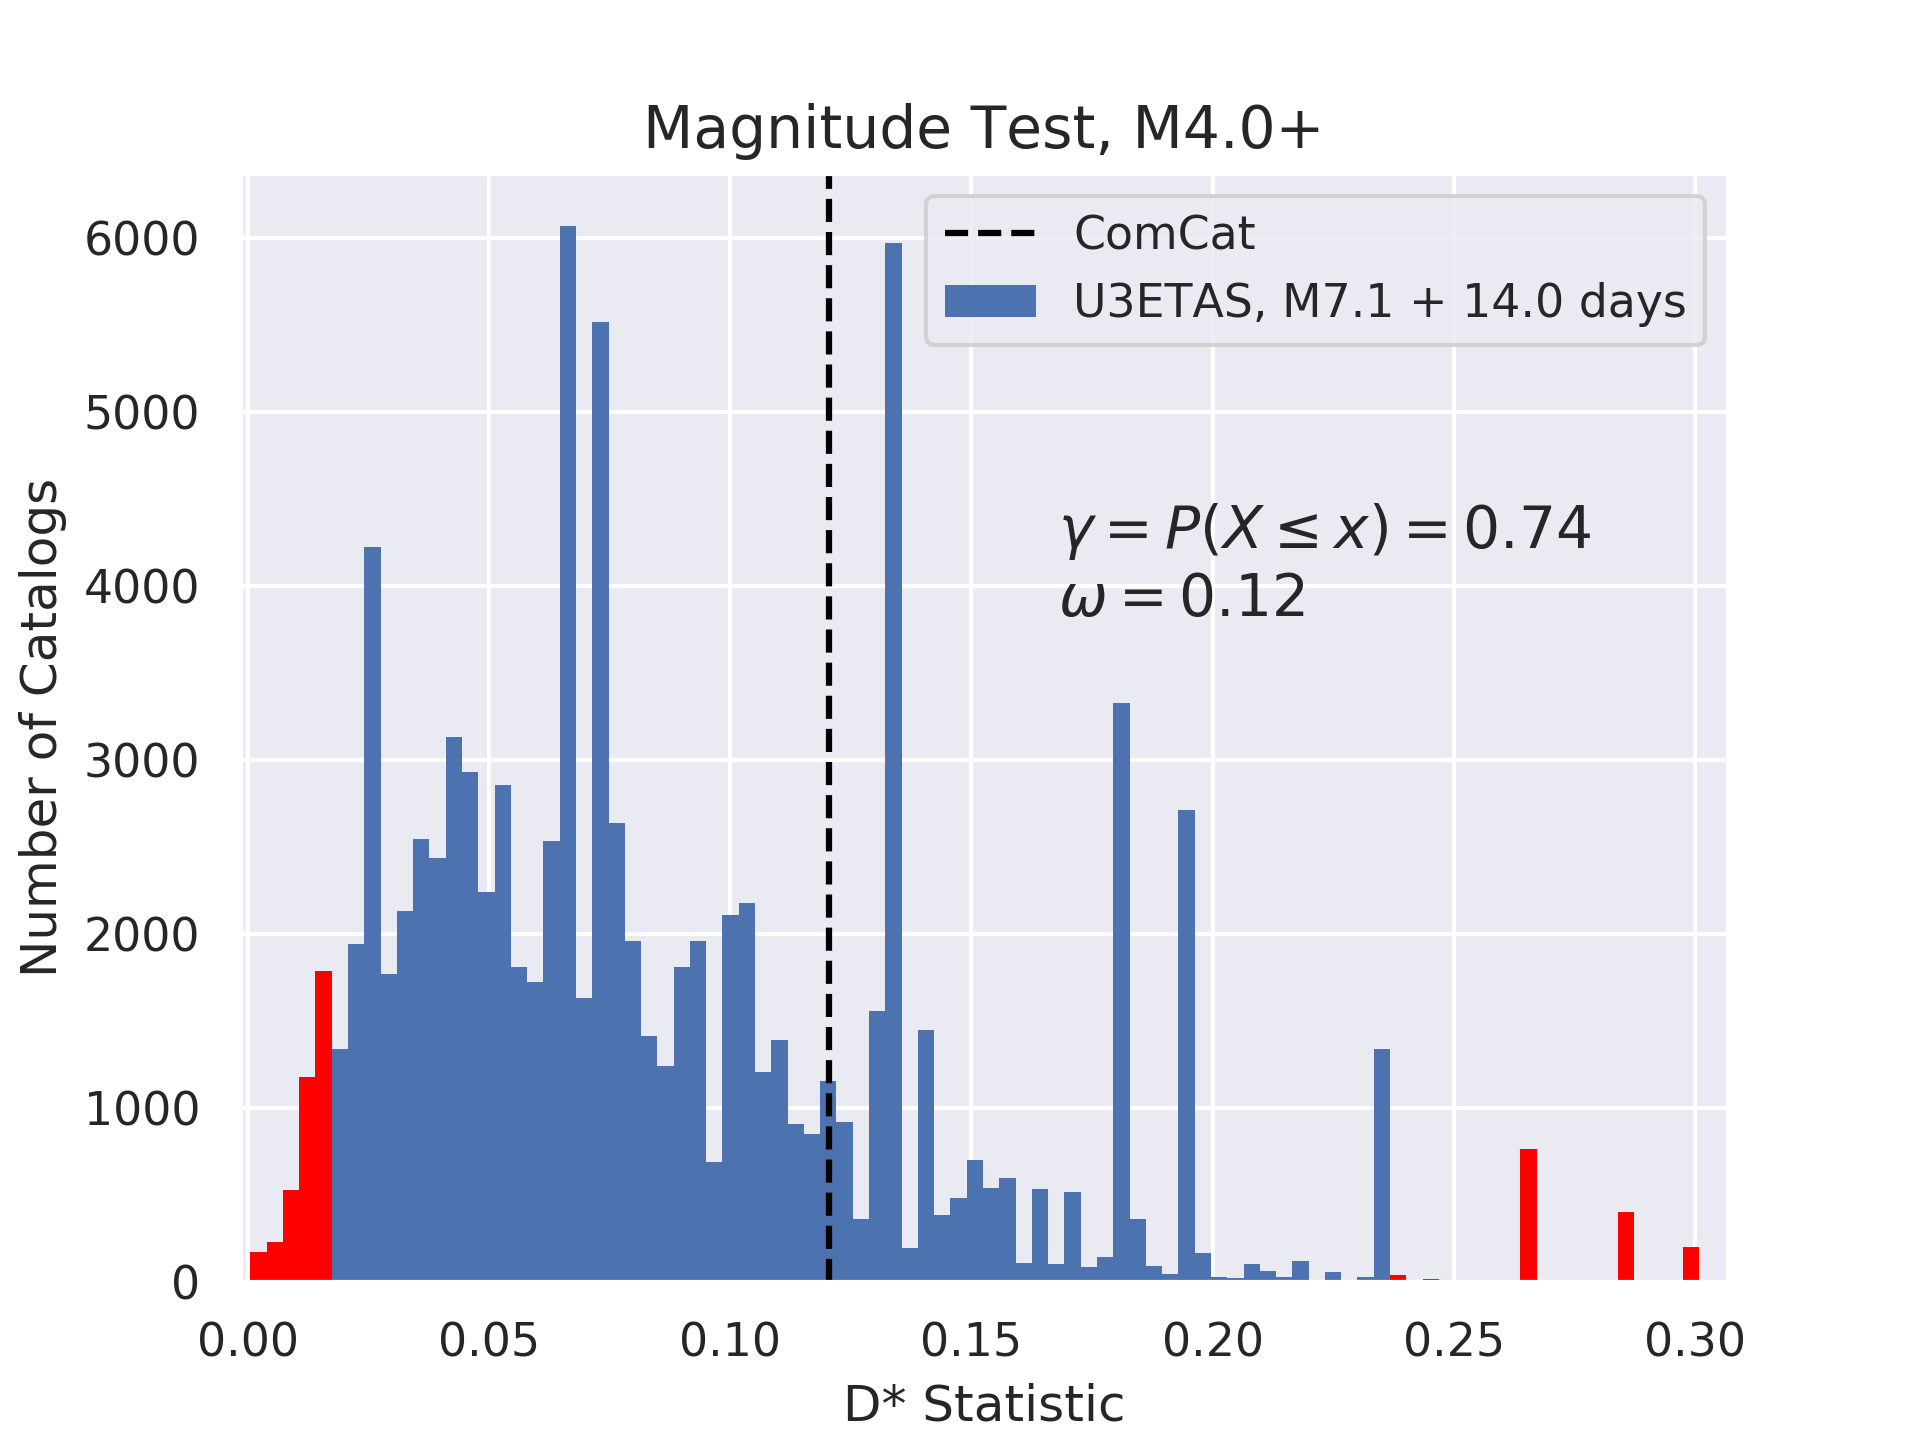 Magnitude Test, M4.0+
ComCat
U3ETAS, M7.1 + 14.0 days
γ = P(X ≤ x) = 0.74
ω = 0.12
Number of Catalogs
6000
5000
4000
3000
2000
1000
0
0.00 0.05 0.10 0.15 0.20 0.25 0.30
D* Statistic